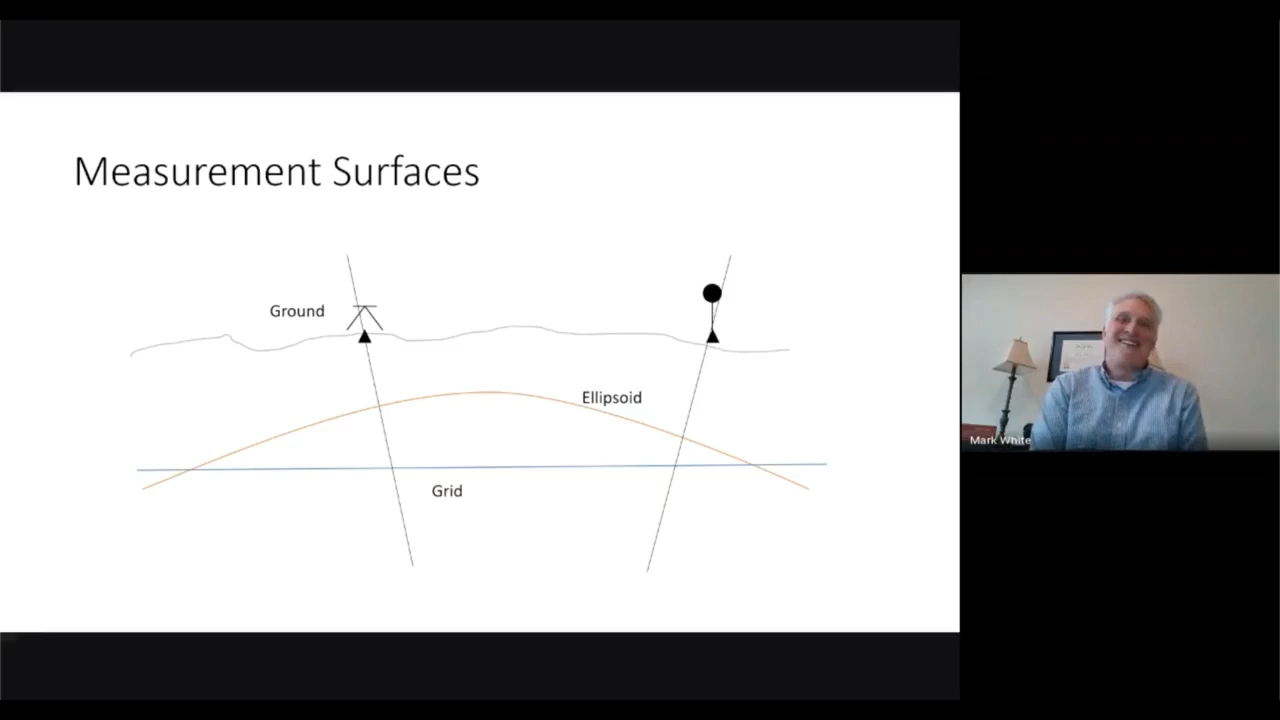 Measurement Surfaces
Ground
Ellipsoid
Grid
Mark White